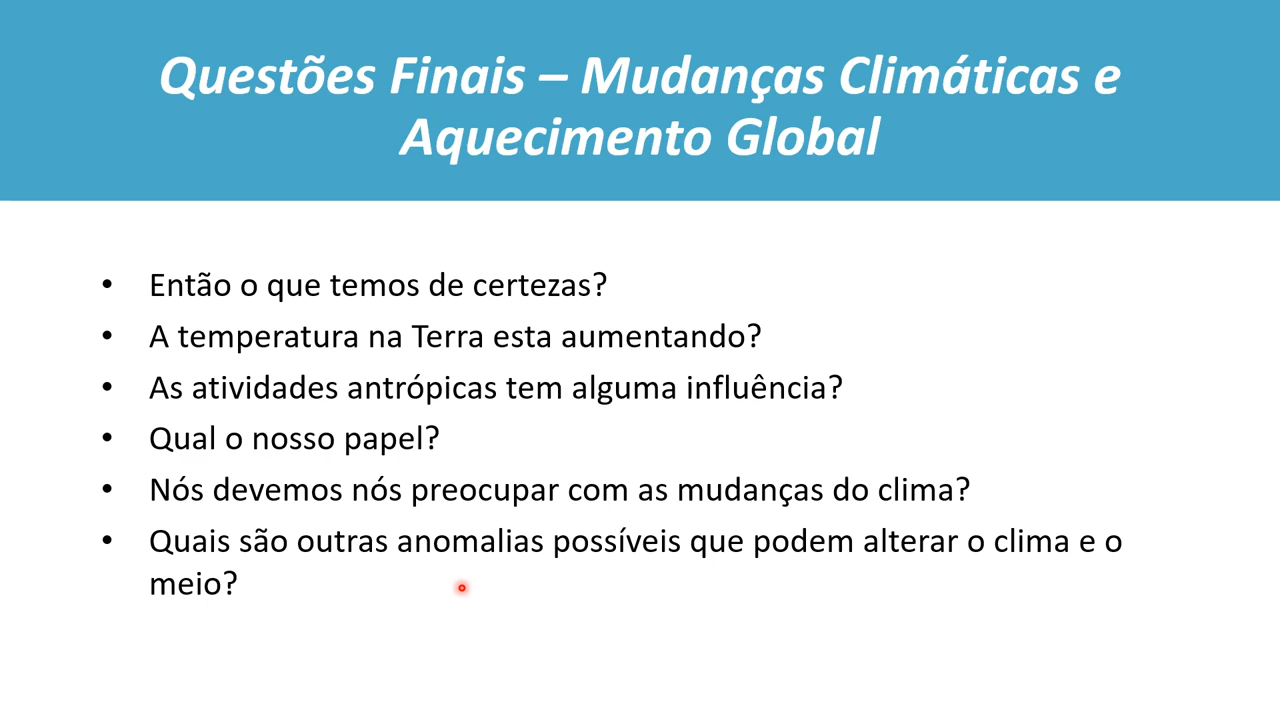 Questões Finais – Mudanças Climáticas e
Aquecimento Global
• Então o que temos de certezas?
• A temperatura na Terra esta aumentando?
• As atividades antrópicas tem alguma influência?
• Qual o nosso papel?
• Nós devemos nós preocupar com as mudanças do clima?
• Quais são outras anomalias possíveis que podem alterar o clima e o
meio?